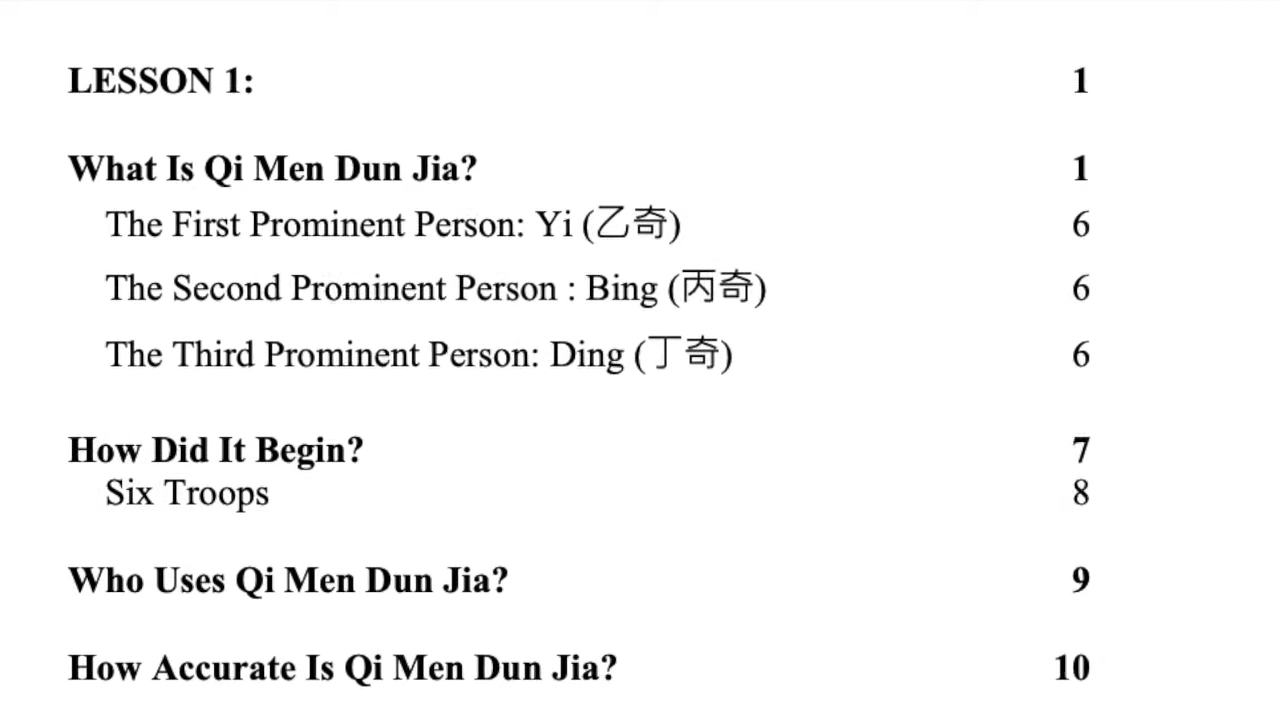 LESSON 1: 1
What Is Qi Men Dun Jia? 1
The First Prominent Person: Yi (乙奇) 6
The Second Prominent Person : Bing (丙奇) 6
The Third Prominent Person: Ding (丁奇) 6
How Did It Begin? 7
Six Troops 8
Who Uses Qi Men Dun Jia? 9
How Accurate Is Qi Men Dun Jia? 10